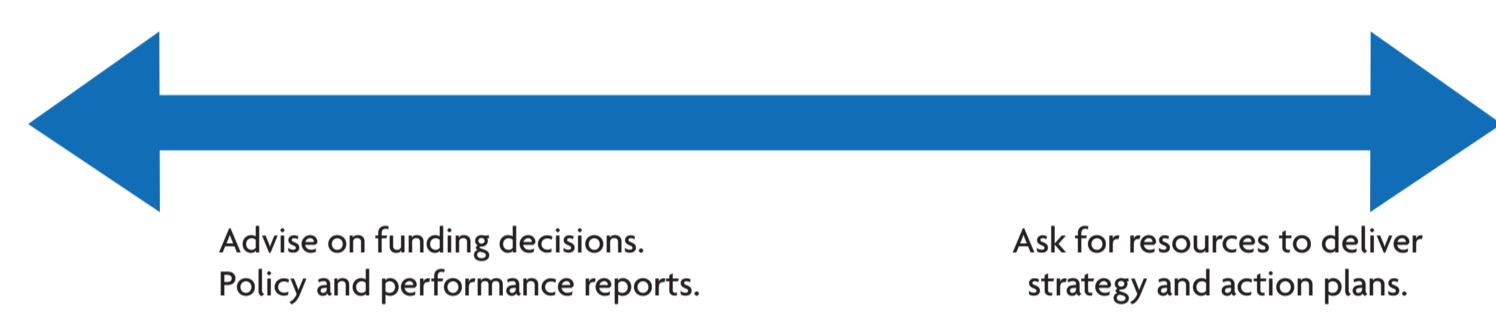 Advise on funding decisions.
Policy and performance reports.
Ask for resources to deliver
strategy and action plans.